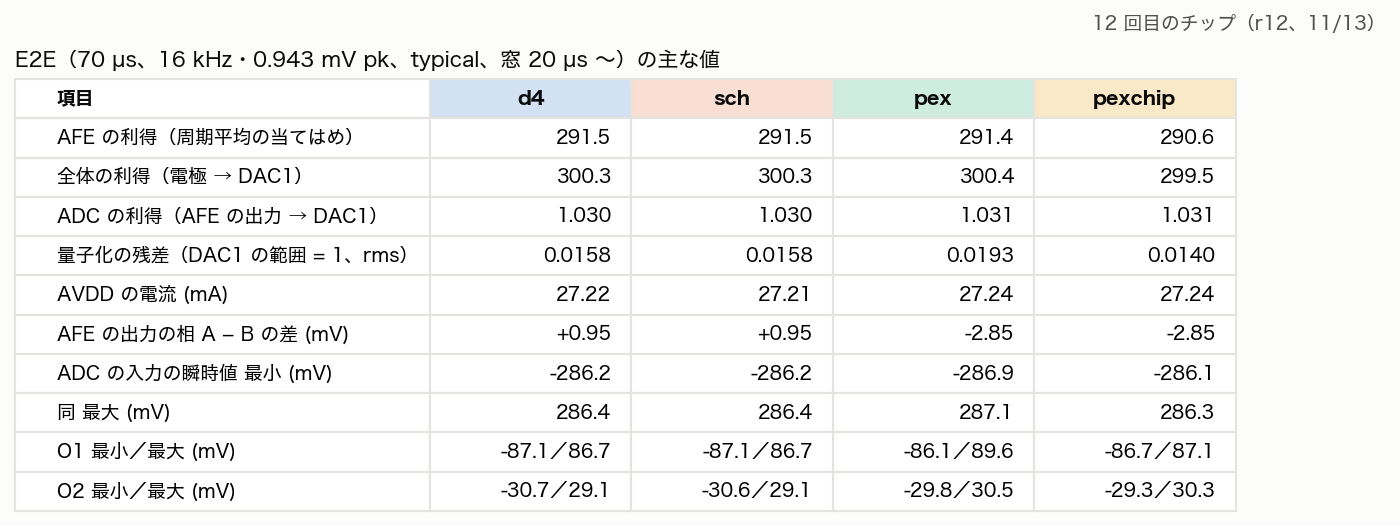 12 回目のチップ（r12、11/13）
E2E（70 µs、16 kHz・0.943 mV pk、typical、窓 20 µs 〜）の主な値
項目 d4 sch pex pexchip
AFE の利得（周期平均の当てはめ） 291.5 291.5 291.4 290.6
全体の利得（電極 → DAC1） 300.3 300.3 300.4 299.5
ADC の利得（AFE の出力 → DAC1） 1.030 1.030 1.031 1.031
量子化の残差（DAC1 の範囲 = 1、rms） 0.0158 0.0158 0.0193 0.0140
AVDD の電流 (mA) 27.22 27.21 27.24 27.24
AFE の出力の相 A − B の差 (mV) +0.95 +0.95 -2.85 -2.85
ADC の入力の瞬時値 最小 (mV) -286.2 -286.2 -286.9 -286.1
同 最大 (mV) 286.4 286.4 287.1 286.3
O1 最小／最大 (mV) -87.1／86.7 -87.1／86.7 -86.1／89.6 -86.7／87.1
O2 最小／最大 (mV) -30.7／29.1 -30.6／29.1 -29.8／30.5 -29.3／30.3